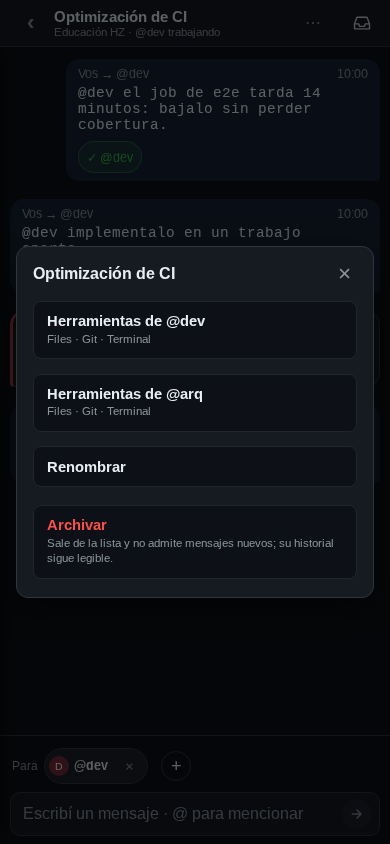 Optimización de CI
Educación HZ · @dev trabajando
Vos → @dev 10:00
@dev el job de e2e tarda 14
minutos: bajalo sin perder
cobertura.
✓ @dev
Vos → @dev 10:00
@dev implementalo en un trabajo
Optimización de CI
Herramientas de @dev
Files · Git · Terminal
Herramientas de @arq
Files · Git · Terminal
Renombrar
Archivar
Sale de la lista y no admite mensajes nuevos; su historial
sigue legible.
Para D @dev × +
Escribí un mensaje · @ para mencionar